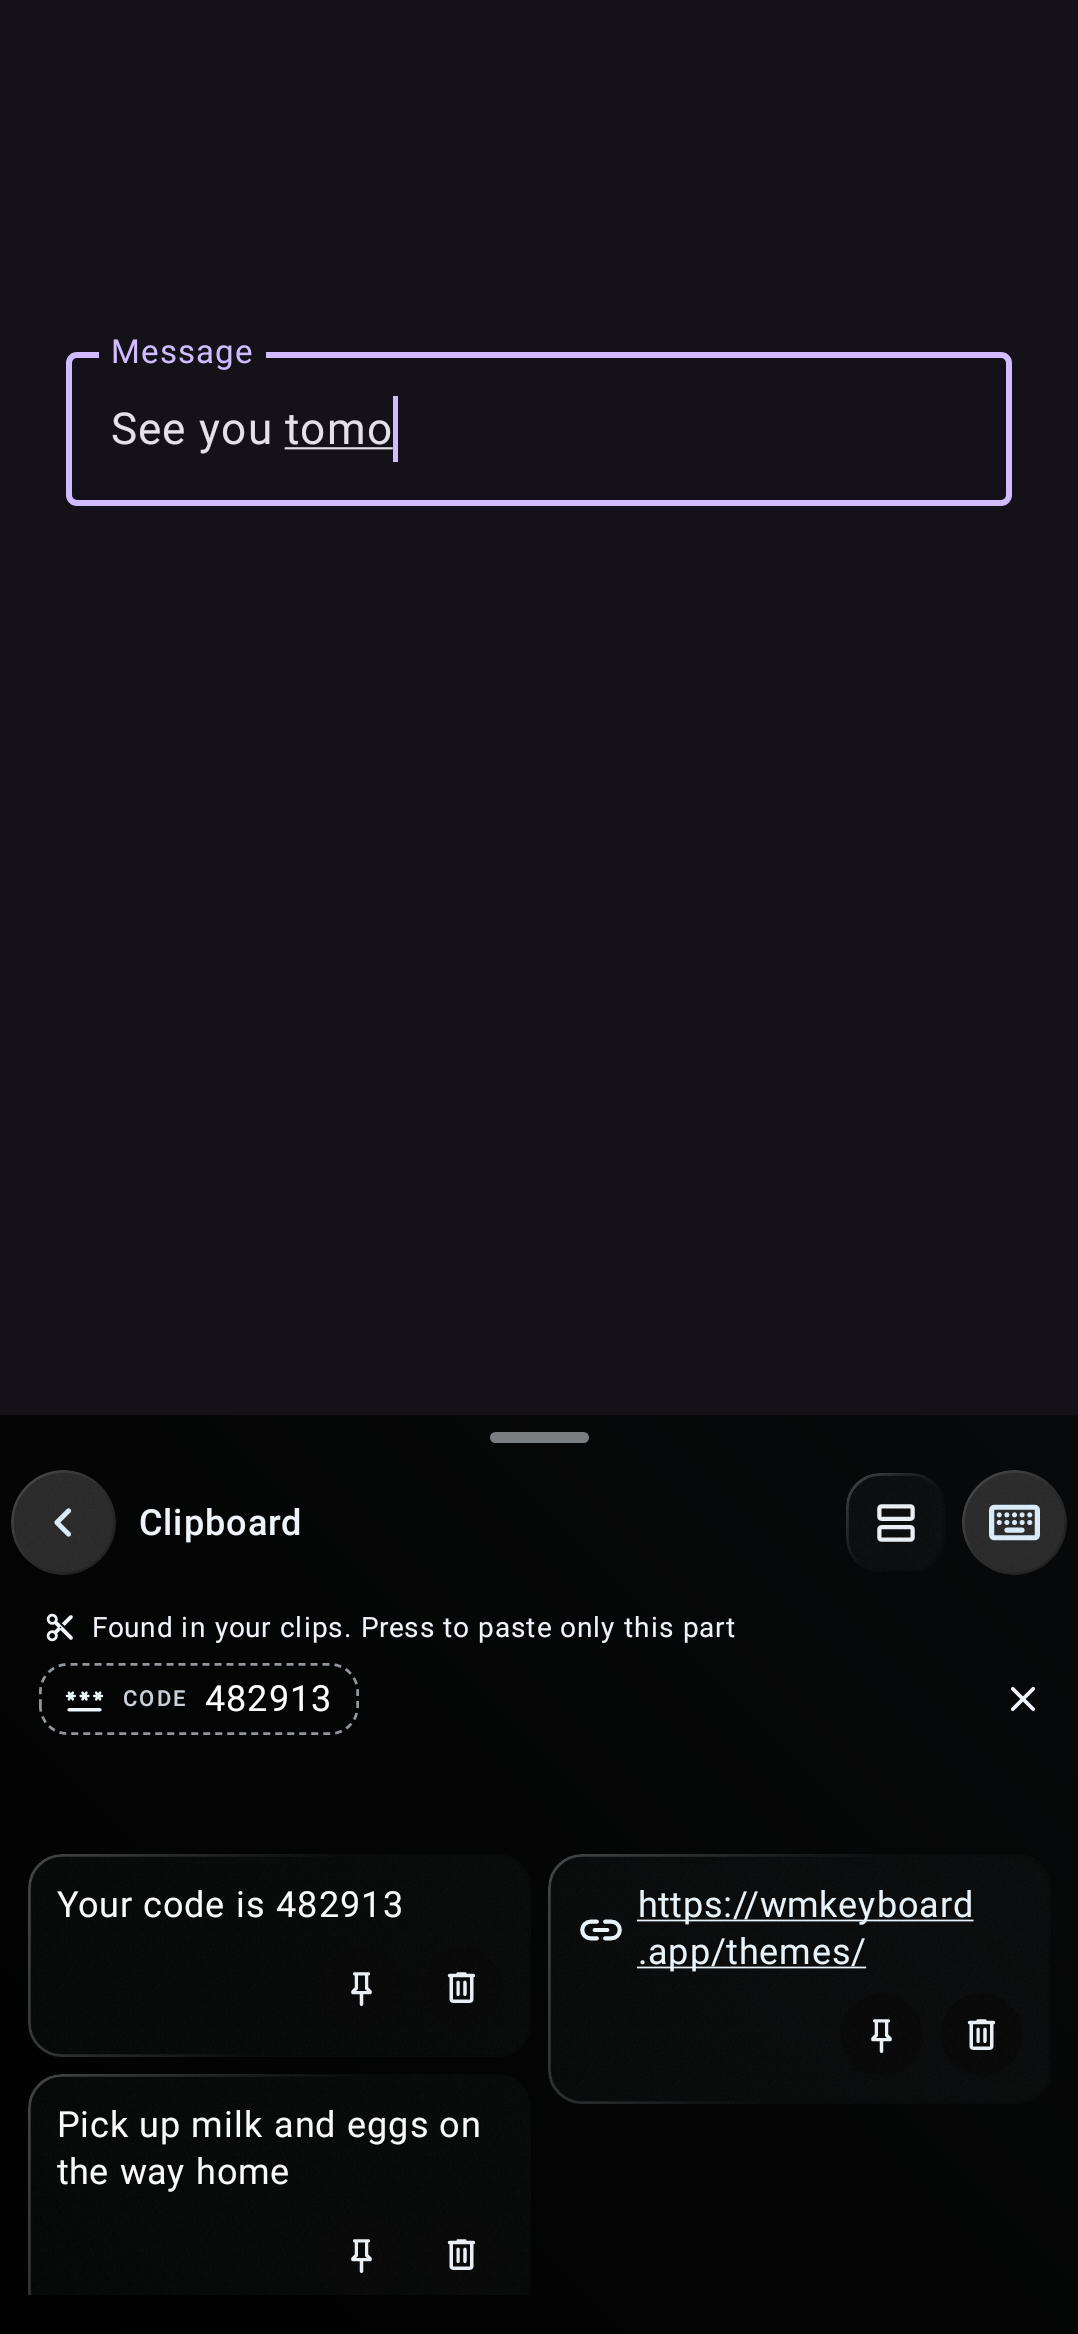 Message
See you tomo
Clipboard
Found in your clips. Press to paste only this part
CODE 482913
Your code is 482913
https://wmkeyboard
.app/themes/
Pick up milk and eggs on
the way home